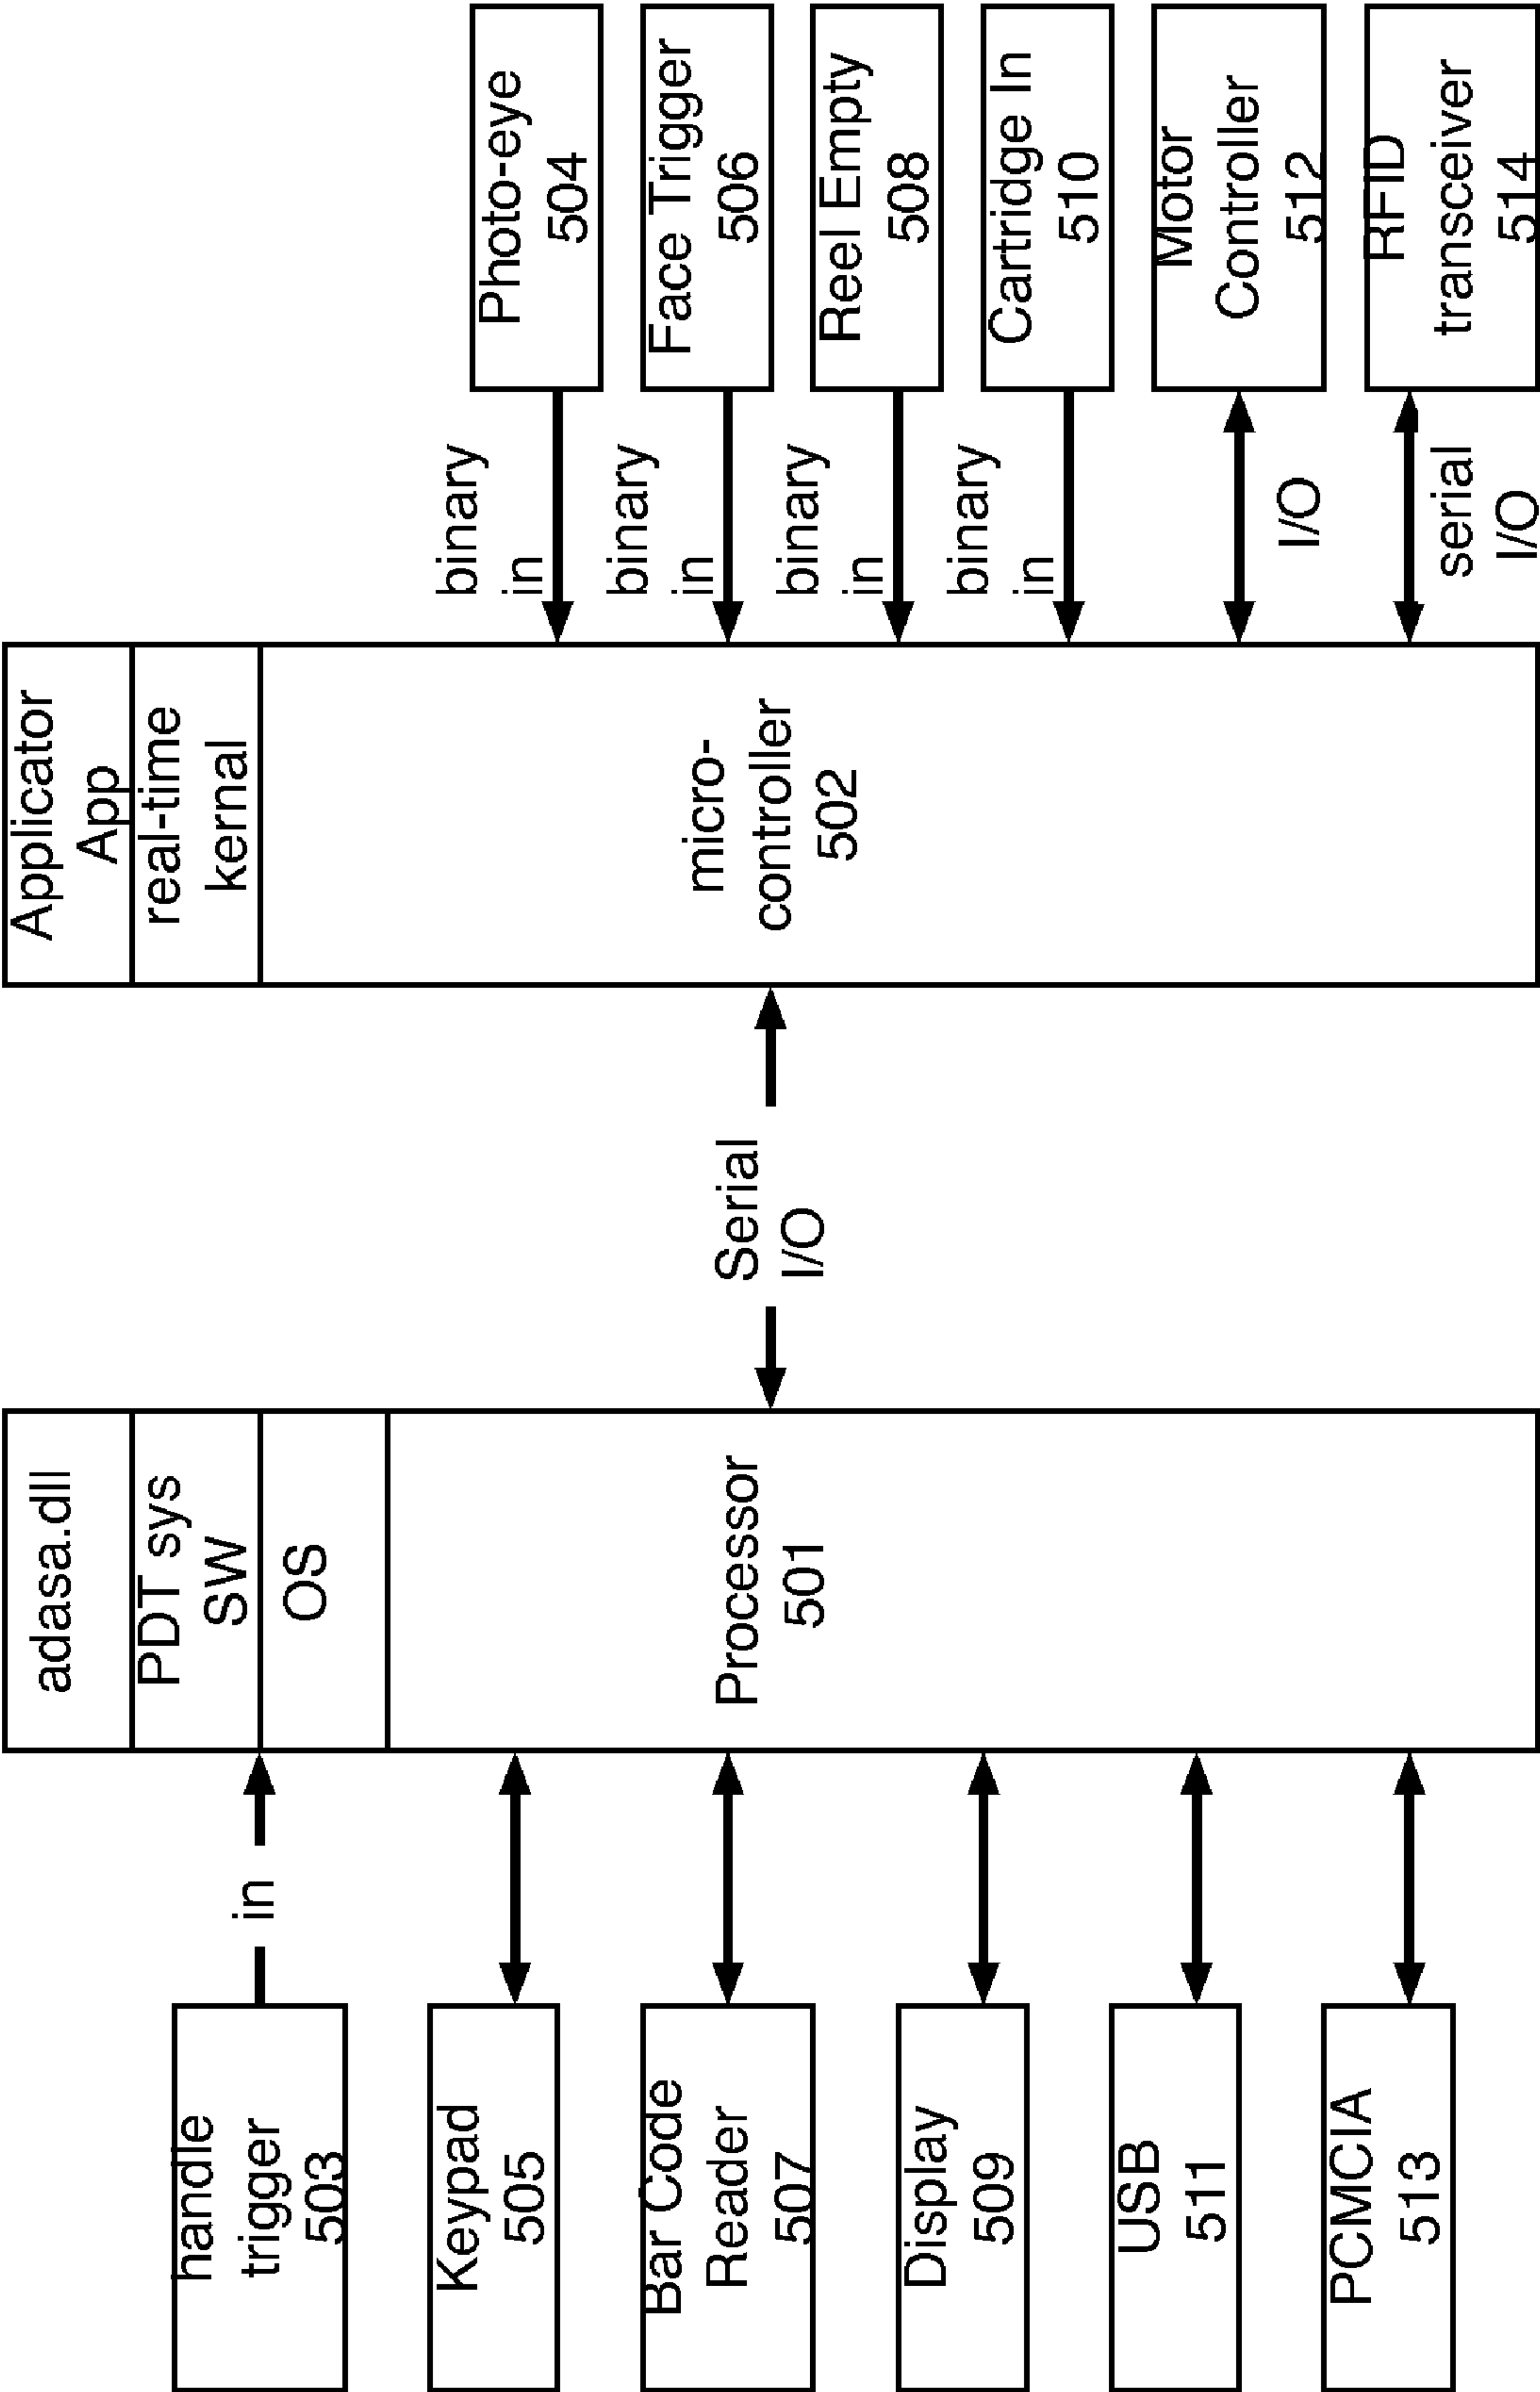 handle
trigger
503
in
Keypad
505
Bar Code
Reader
507
Display
509
USB
511
PCMCIA
513
adasa.dll
PDT sys
SW
OS
Processor
501
Serial
I/O
Applicator
App
real-time
kernal
micro-
controller
502
binary
in
binary
in
binary
in
binary
in
I/O
serial
I/O
Photo-eye
504
Face Trigger
506
Reel Empty
508
Cartridge In
510
Motor
Controller
512
RFID
transceiver
514